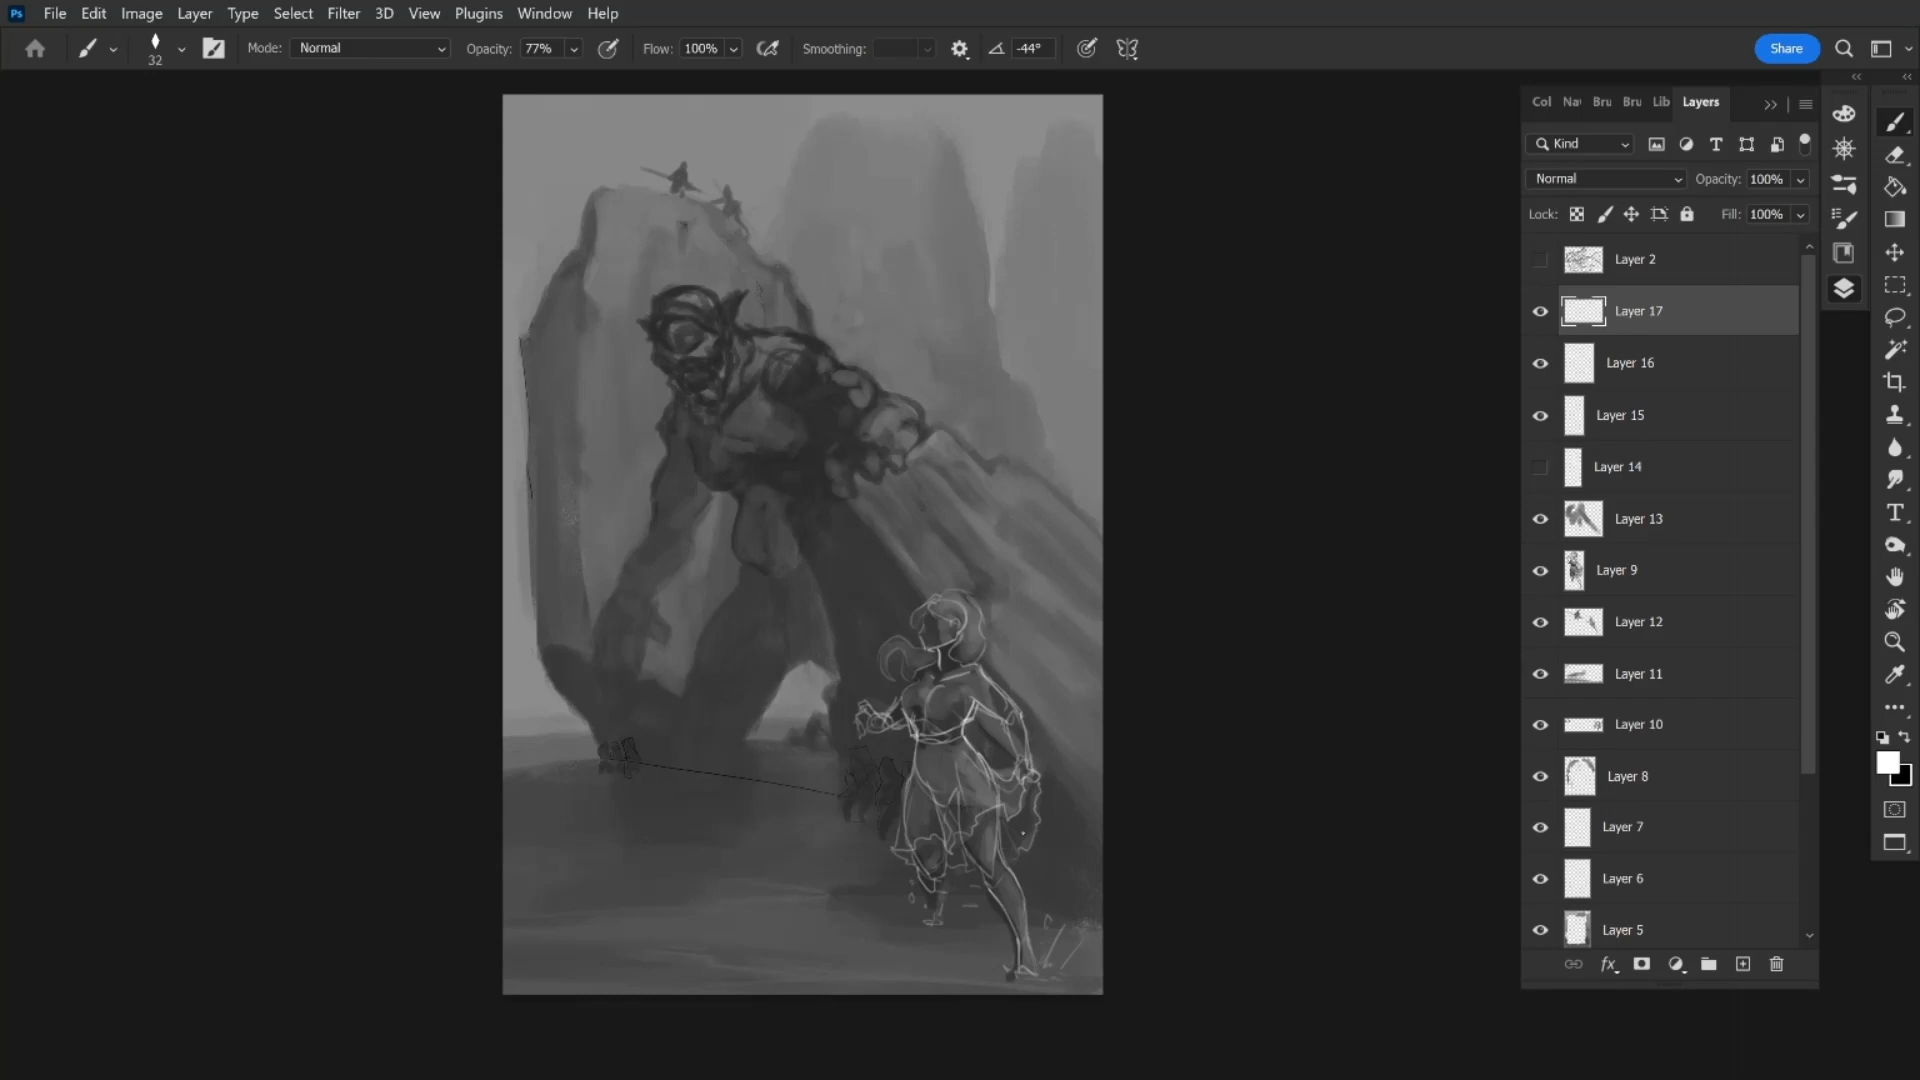 Ps File Edit Image Layer Type Select Filter 3D View Plugins Window Help
32 Mode: Normal Opacity: 77% Flow: 100% Smoothing: -44° Share
Col Na Bru Bru Lib Layers
Kind
Normal Opacity: 100%
Lock: Fill: 100%
Layer 2
Layer 17
Layer 16
Layer 15
Layer 14
Layer 13
Layer 9
Layer 12
Layer 11
Layer 10
Layer 8
Layer 7
Layer 6
Layer 5
fx